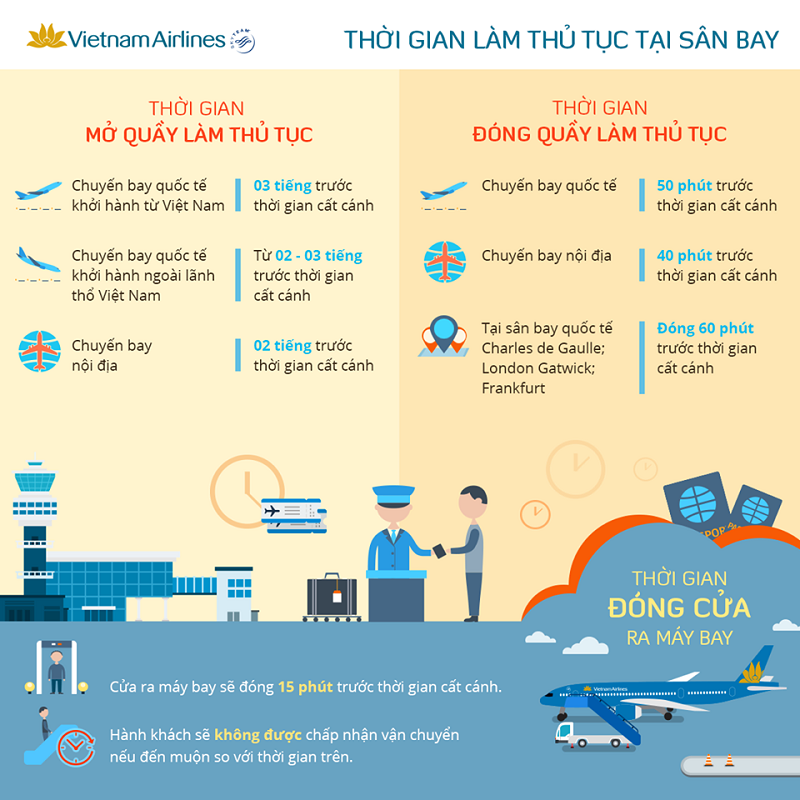 Vietnam Airlines
SKYTEAM
THỜI GIAN LÀM THỦ TỤC TẠI SÂN BAY
THỜI GIAN
MỞ QUẦY LÀM THỦ TỤC
Chuyến bay quốc tế
khởi hành từ Việt Nam
03 tiếng trước
thời gian cất cánh
Chuyến bay quốc tế
khởi hành ngoài lãnh
thổ Việt Nam
Từ 02 - 03 tiếng
trước thời gian
cất cánh
Chuyến bay
nội địa
02 tiếng trước
thời gian cất cánh
THỜI GIAN
ĐÓNG QUẦY LÀM THỦ TỤC
Chuyến bay quốc tế
50 phút trước
thời gian cất cánh
Chuyến bay nội địa
40 phút trước
thời gian cất cánh
Tại sân bay quốc tế
Charles de Gaulle;
London Gatwick;
Frankfurt
Đóng 60 phút
trước thời gian
cất cánh
THỜI GIAN
ĐÓNG CỬA
RA MÁY BAY
Vietnam Airlines
Cửa ra máy bay sẽ đóng 15 phút trước thời gian cất cánh.
Hành khách sẽ không được chấp nhận vận chuyển
nếu đến muộn so với thời gian trên.